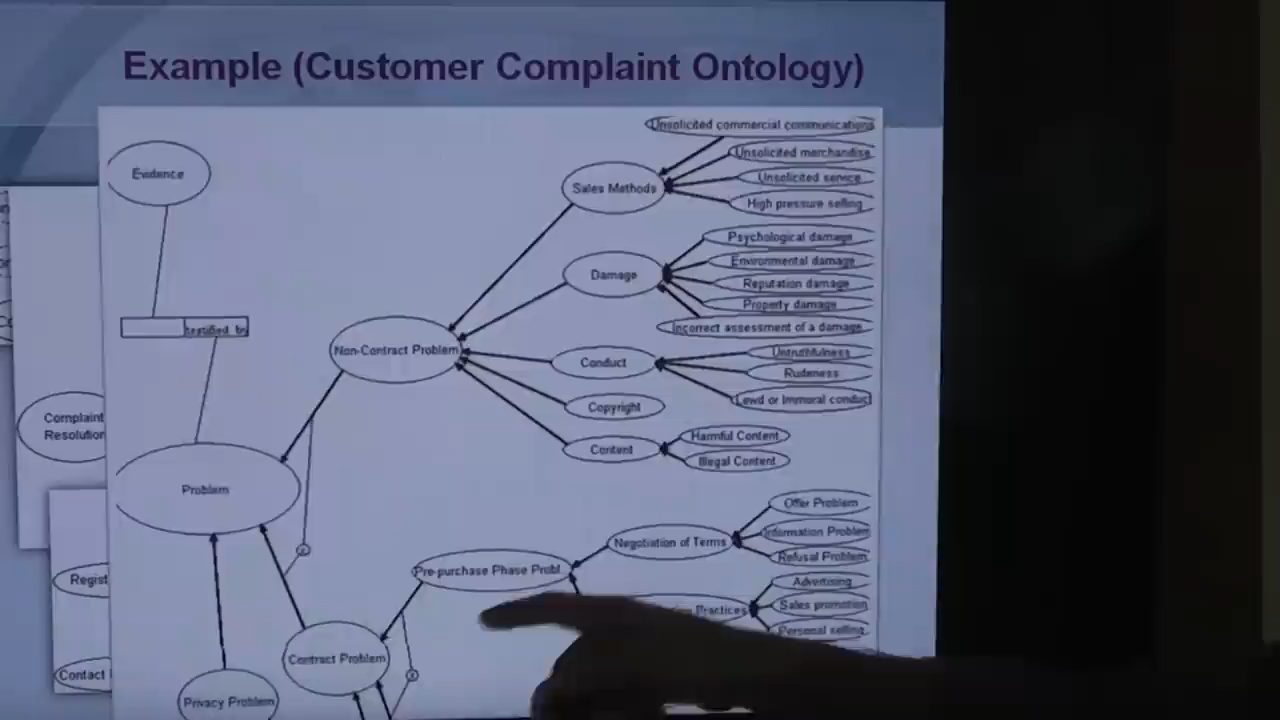 Example (Customer Complaint Ontology)
Unsolicited commercial communications
Evidence
Unsolicited merchandise
Sales Methods
Unsolicited service
High pressure selling
Psychological damage
Environmental damage
Damage
Reputation damage
Property damage
testified by
Incorrect assessment of a damage
Non-Contract Problem
Untruthfulness
Conduct
Rudeness
Lewd or Immoral conduct
Copyright
Complaint
Resolution
Harmful Content
Content
Illegal Content
Problem
Offer Problem
Information Problem
Negotiation of Terms
Refusal Problem
Pre-purchase Phase Probl
Regist
Advertising
Practices
Sales promotion
Personal selling
Contract Problem
Contact
Privacy Problem